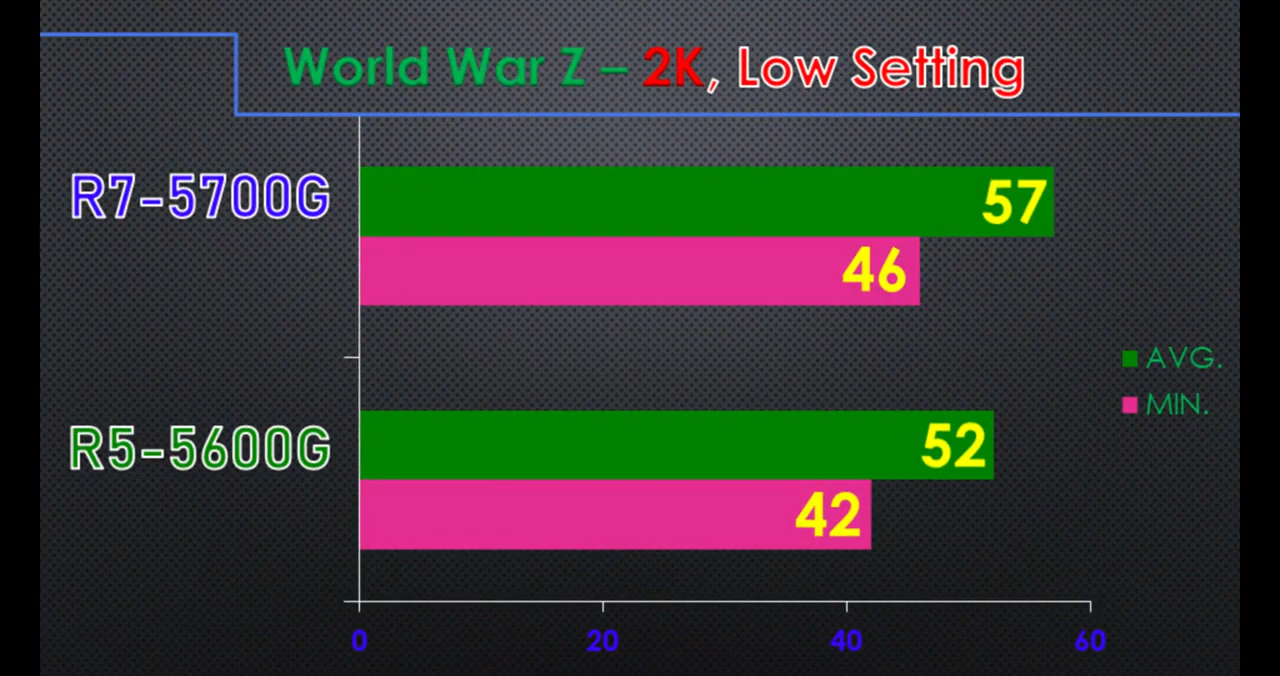 World War Z – 2K, Low Setting
R7-5700G
57
46
AVG.
MIN.
R5-5600G
52
42
0 20 40 60